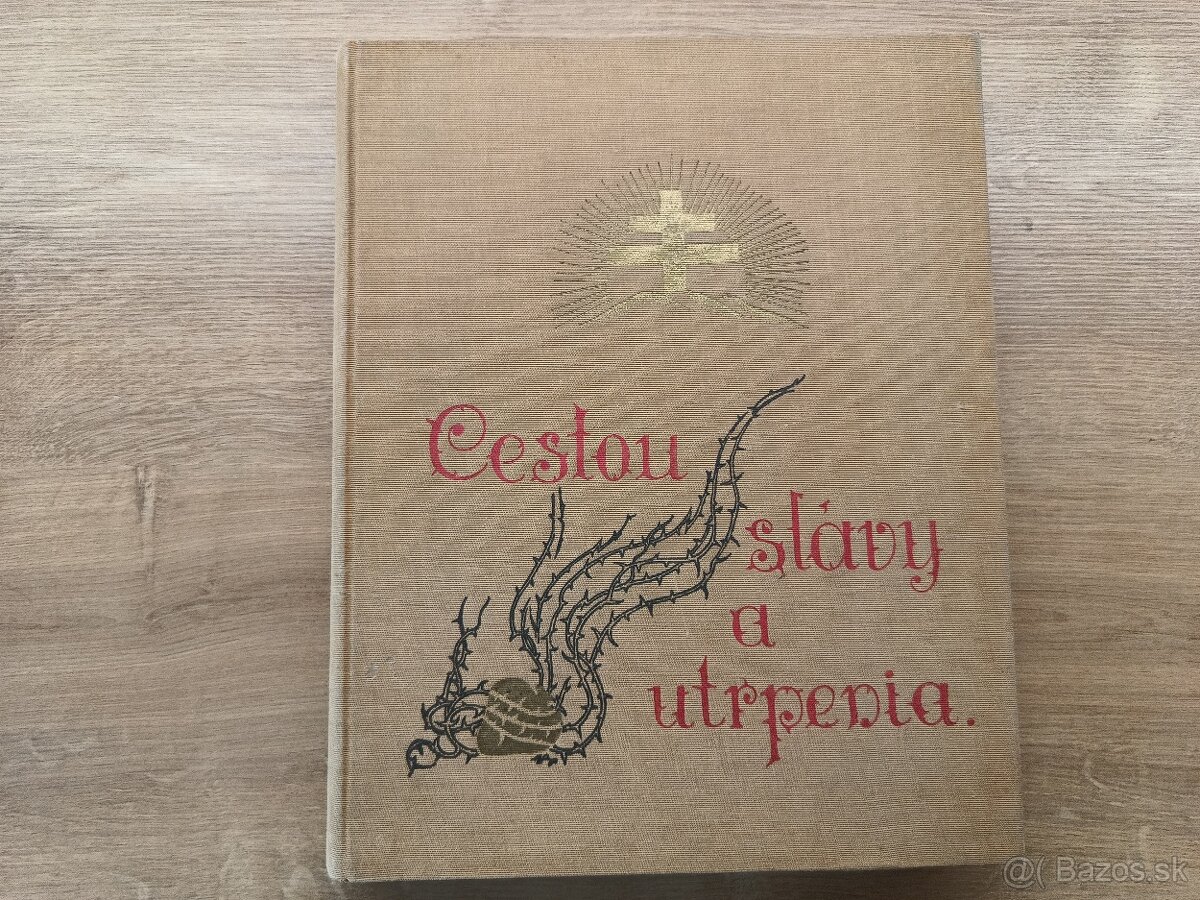 Cestou
slávy
a
utrpenia.
@( Bazos.sk